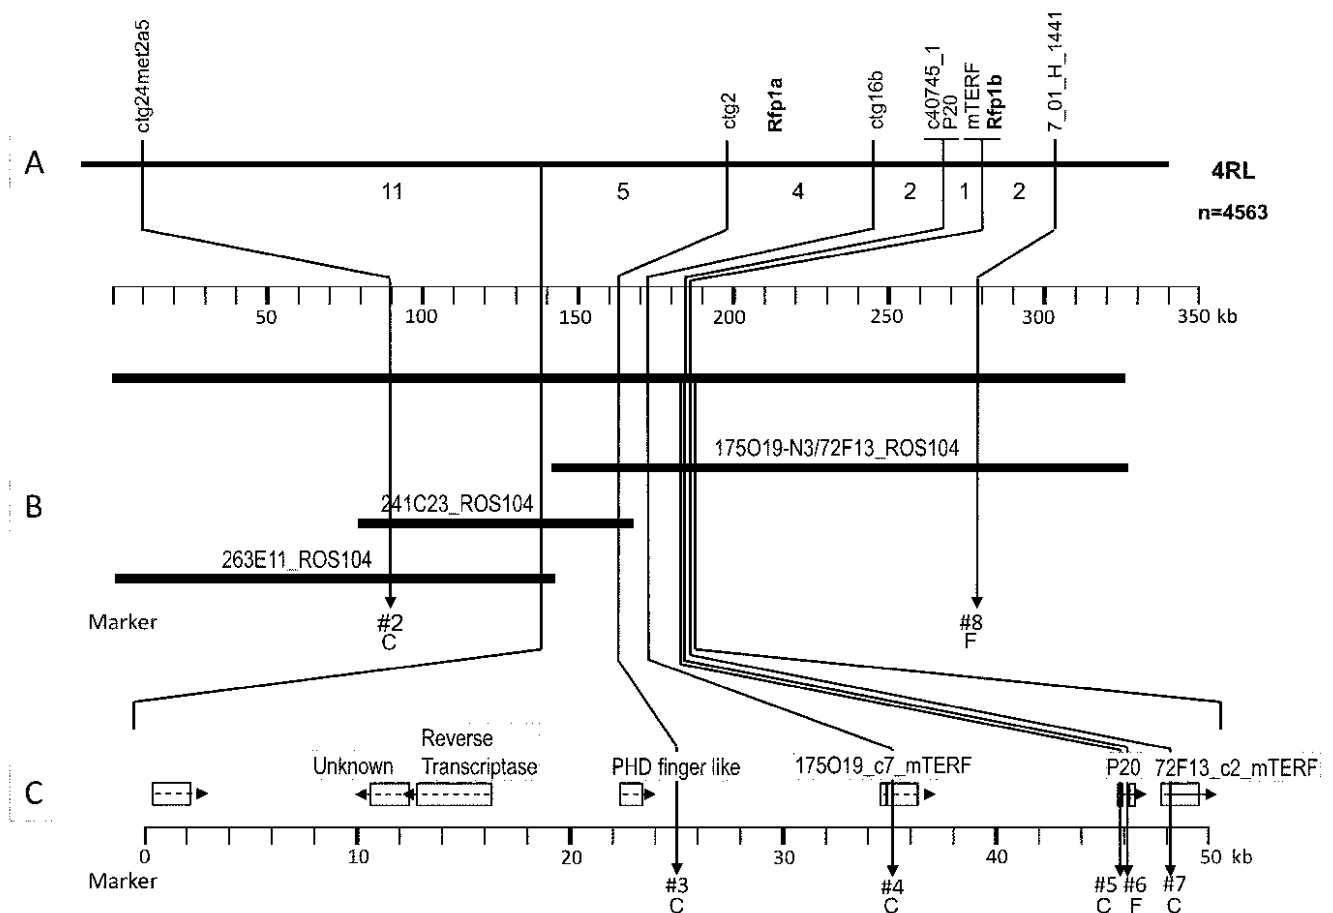 ctg24met2a5
ctg2
Rfp1a
ctg16b
c40745_1
P20
mTERF
Rfp1b
7_01_H_1441
A
11
5
4
2
1
2
4RL
n=4563
50
100
150
200
250
300
350 kb
B
175O19-N3/72F13_ROS104
241C23_ROS104
263E11_ROS104
Marker
#2
C
#8
F
C
Unknown
Reverse
Transcriptase
PHD finger like
175O19_c7_mTERF
P20
72F13_c2_mTERF
0
10
20
30
40
50 kb
Marker
#3
C
#4
C
#5
C
#6
F
#7
C